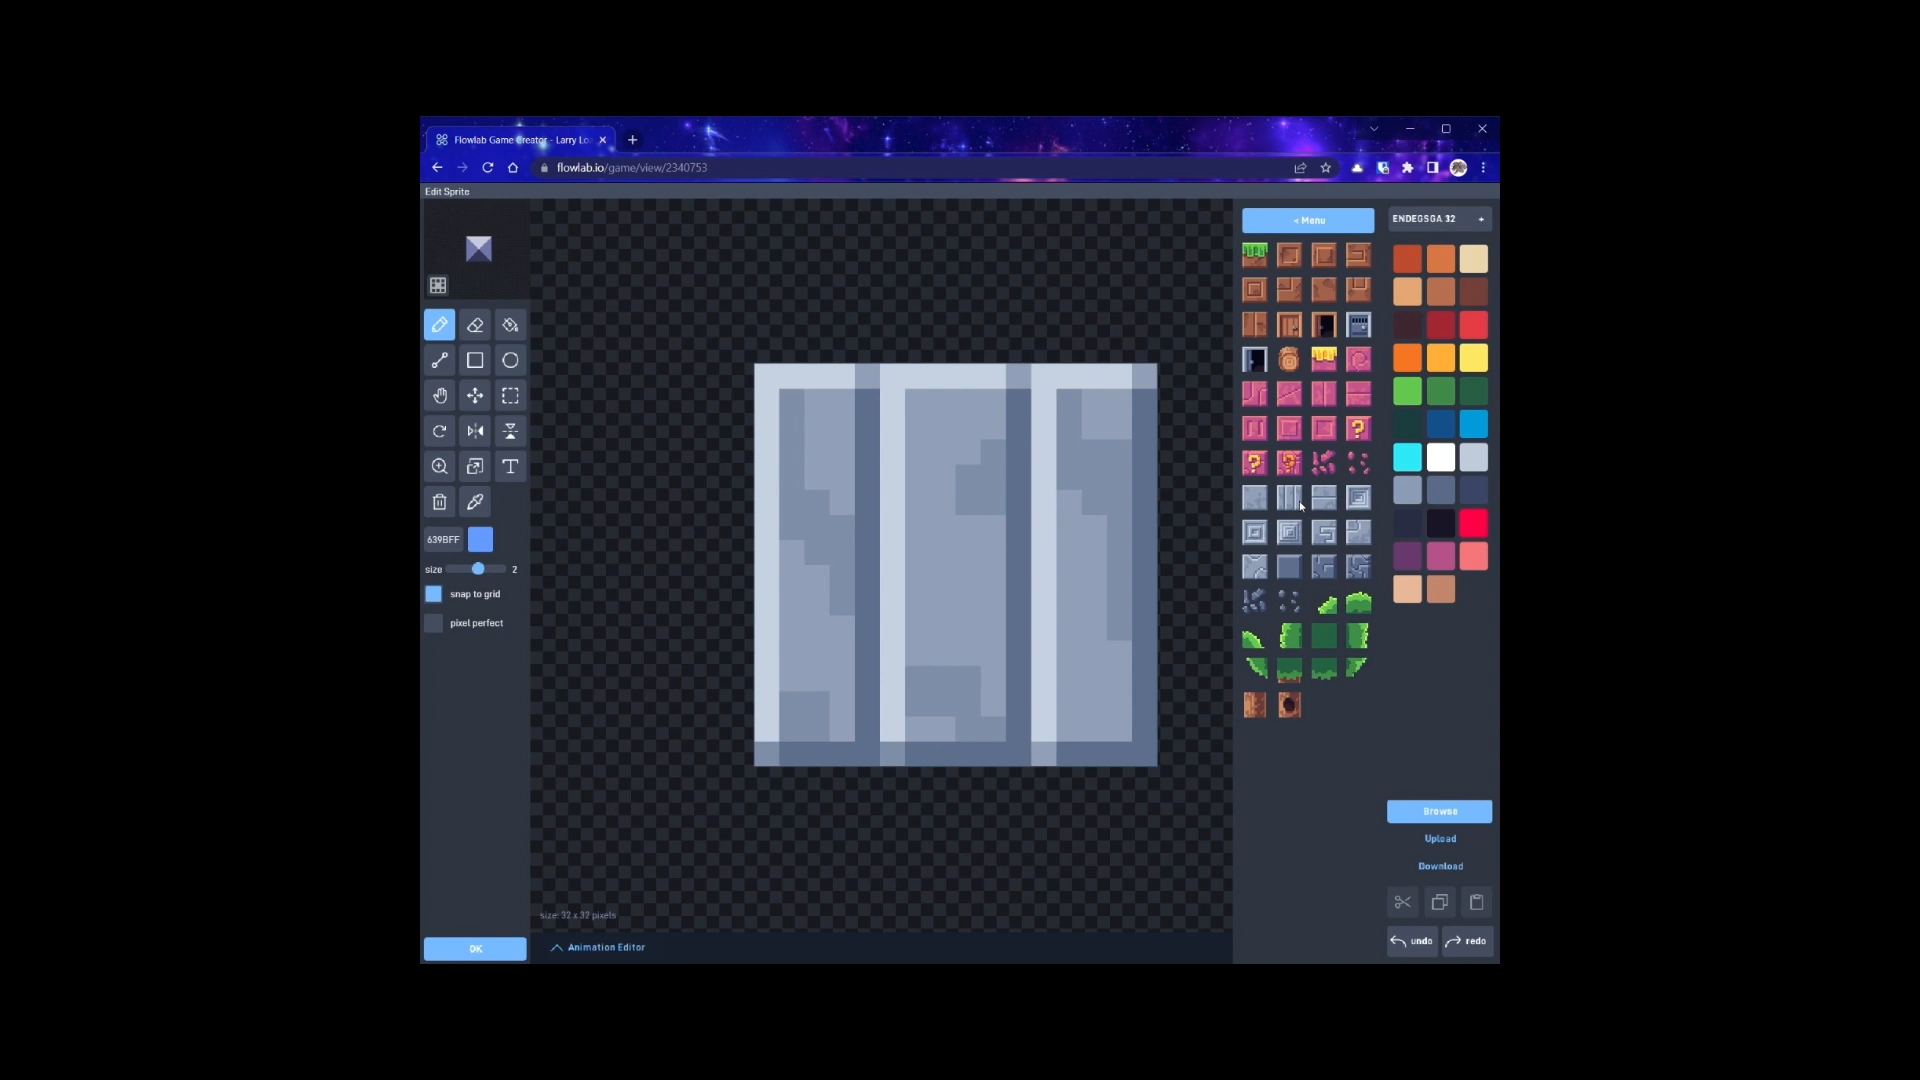 Flowlab Game Creator - Larry Lo
flowlab.io/game/view/2340753
Edit Sprite
< Menu
ENDEGSGA 32 +
639BFF
size 2
snap to grid
pixel perfect
Browse
Upload
Download
size: 32 x 32 pixels
undo redo
OK
Animation Editor